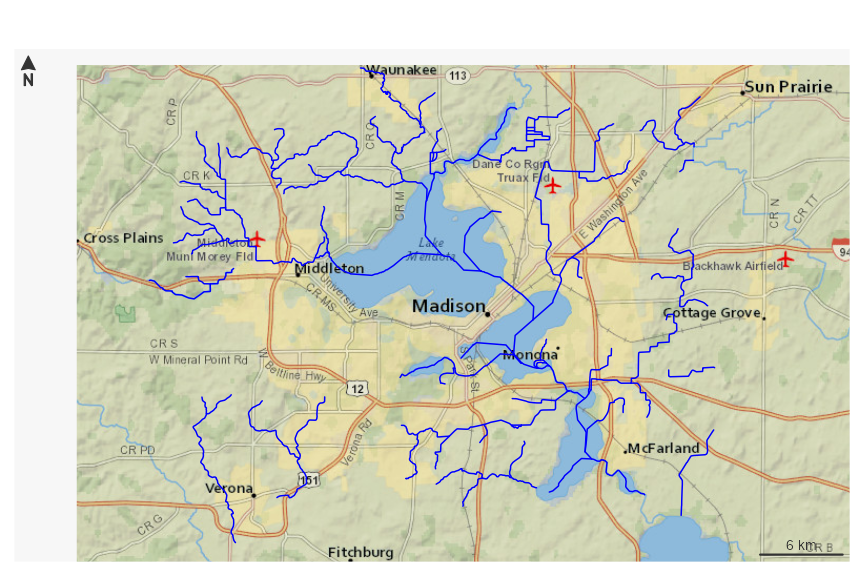 N
Waunakee
113
Sun Prairie
CR P
CR Q
Dane Co Rgnl
Truax Fld
CR K
CR M
E Washington Ave
CR N
CR TT
Cross Plains
Middleton
Muni Morey Fld
Lake
Mendota
94
Middleton
Blackhawk Airfield
University Ave
CR MS
Madison
Cottage Grove
CR S
W Mineral Point Rd
Monona
S Park St
W Beltline Hwy
12
Verona Rd
CR PD
McFarland
151
Verona
CR G
Fitchburg
6 km
CR B